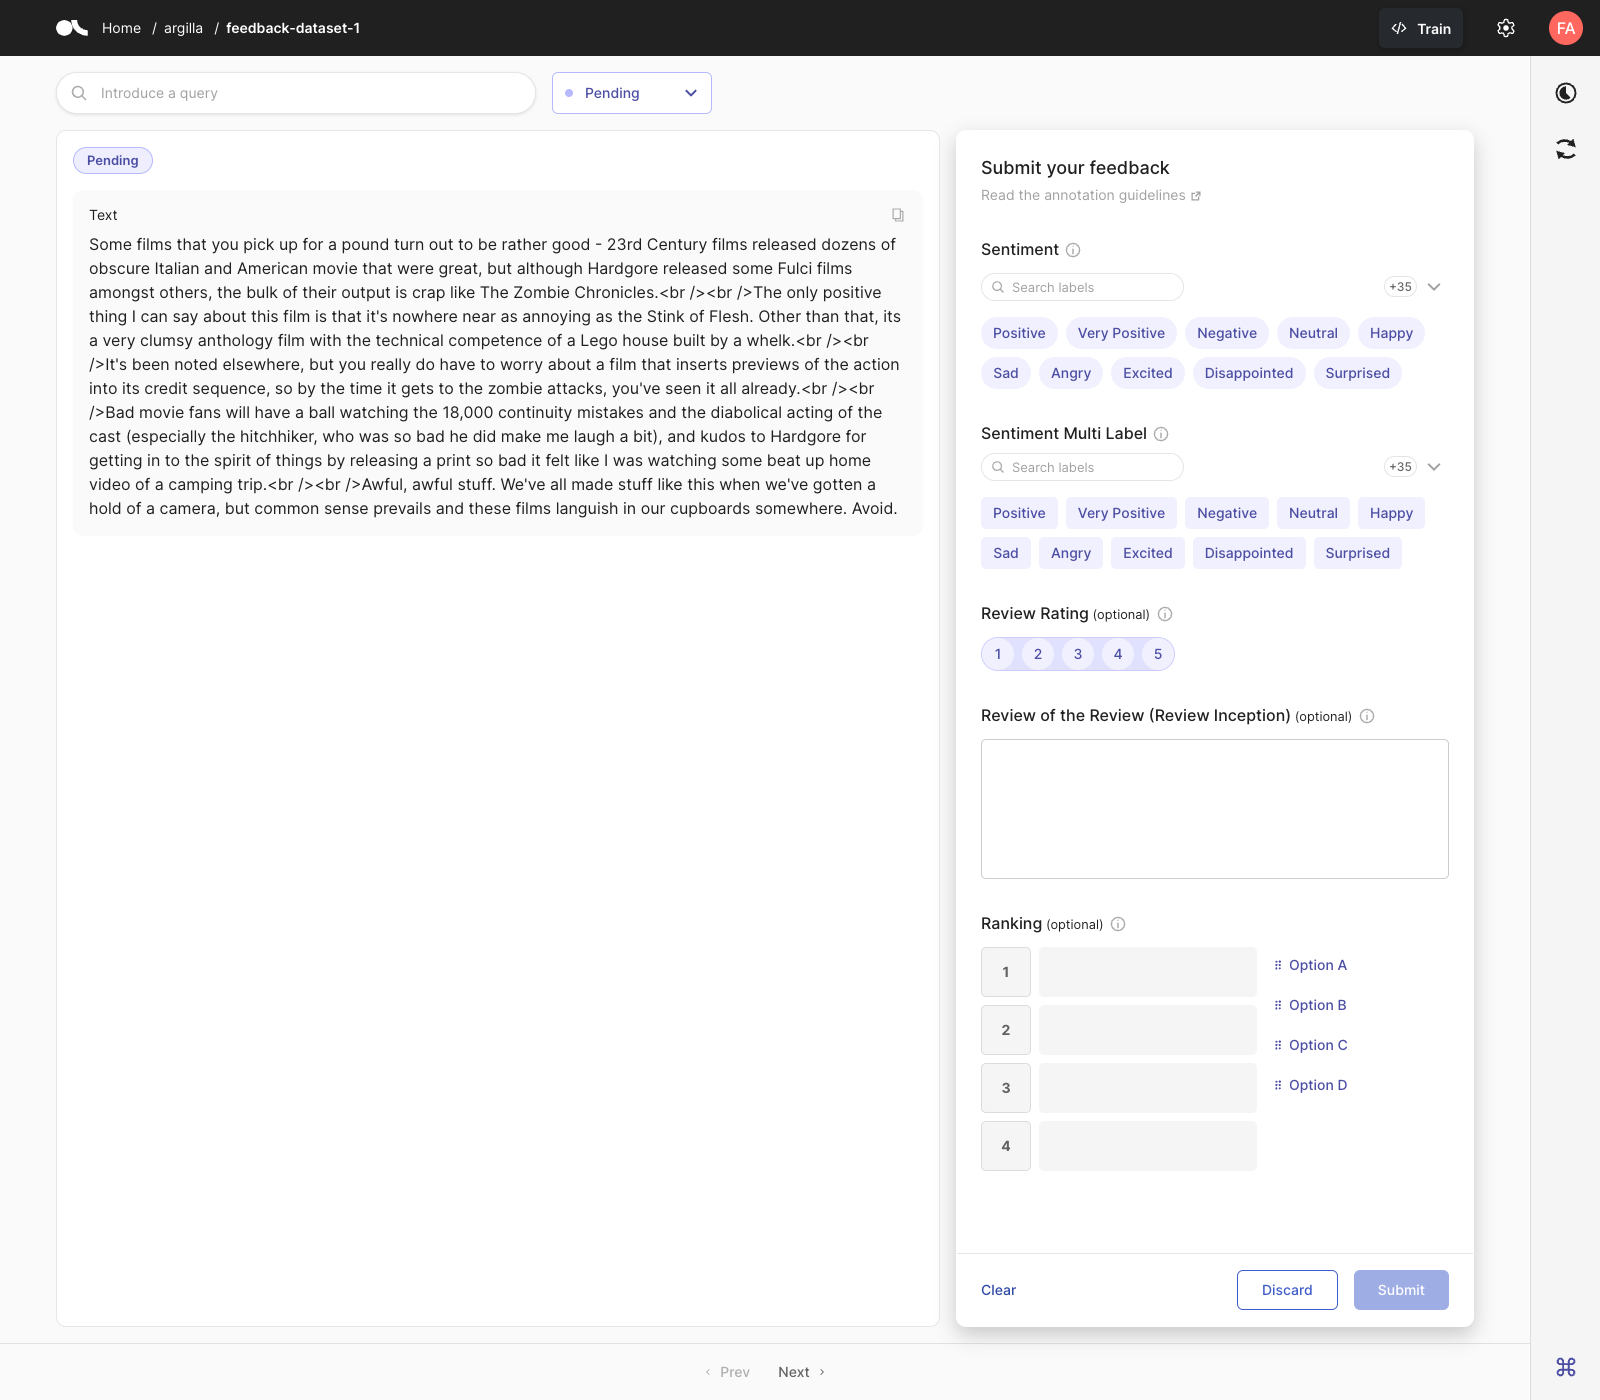 Home / argilla / feedback-dataset-1
Train
FA
Introduce a query
Pending
Pending
Text
Some films that you pick up for a pound turn out to be rather good - 23rd Century films released dozens of
obscure Italian and American movie that were great, but although Hardgore released some Fulci films
amongst others, the bulk of their output is crap like The Zombie Chronicles.<br /><br />The only positive
thing I can say about this film is that it's nowhere near as annoying as the Stink of Flesh. Other than that, its
a very clumsy anthology film with the technical competence of a Lego house built by a whelk.<br /><br
/>It's been noted elsewhere, but you really do have to worry about a film that inserts previews of the action
into its credit sequence, so by the time it gets to the zombie attacks, you've seen it all already.<br /><br
/>Bad movie fans will have a ball watching the 18,000 continuity mistakes and the diabolical acting of the
cast (especially the hitchhiker, who was so bad he did make me laugh a bit), and kudos to Hardgore for
getting in to the spirit of things by releasing a print so bad it felt like I was watching some beat up home
video of a camping trip.<br /><br />Awful, awful stuff. We've all made stuff like this when we've gotten a
hold of a camera, but common sense prevails and these films languish in our cupboards somewhere. Avoid.
Submit your feedback
Read the annotation guidelines
Sentiment
Search labels
+35
Positive Very Positive Negative Neutral Happy
Sad Angry Excited Disappointed Surprised
Sentiment Multi Label
Search labels
+35
Positive Very Positive Negative Neutral Happy
Sad Angry Excited Disappointed Surprised
Review Rating (optional)
1 2 3 4 5
Review of the Review (Review Inception) (optional)
Ranking (optional)
1
2
3
4
Option A
Option B
Option C
Option D
Clear
Discard
Submit
‹ Prev
Next ›